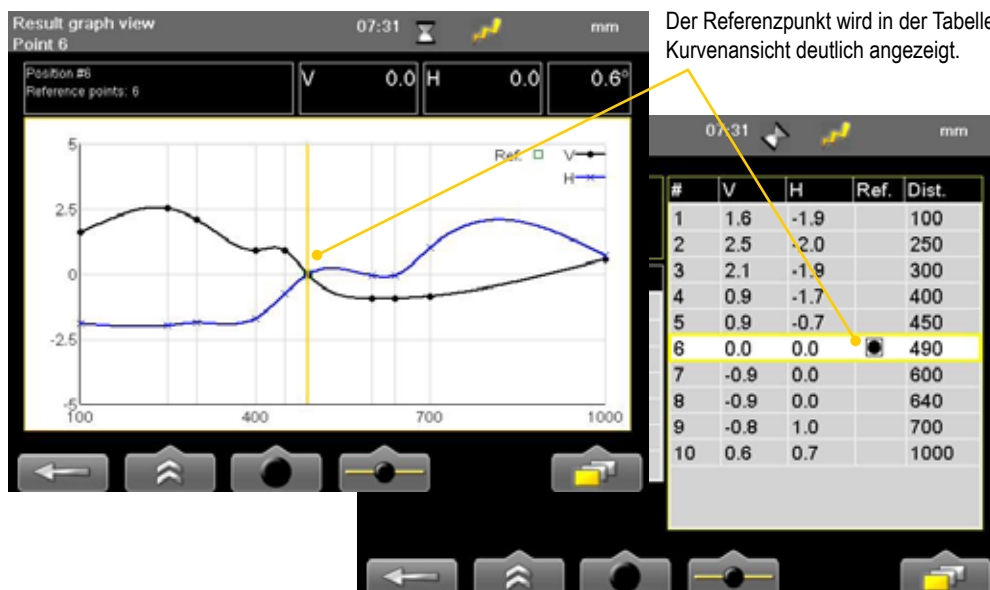 Result graph view
Point 6
07:31
mm
Der Referenzpunkt wird in der Tabelle
Kurvenansicht deutlich angezeigt.
Position #6
Reference points: 6
V 0.0
H 0.0
0.6°
Ref. V
H
5
2.5
0
-2.5
-5
100 400 700 1000
07:31
mm
# V H Ref. Dist.
1 1.6 -1.9 100
2 2.5 -2.0 250
3 2.1 -1.9 300
4 0.9 -1.7 400
5 0.9 -0.7 450
6 0.0 0.0 490
7 -0.9 0.0 600
8 -0.9 0.0 640
9 -0.8 1.0 700
10 0.6 0.7 1000